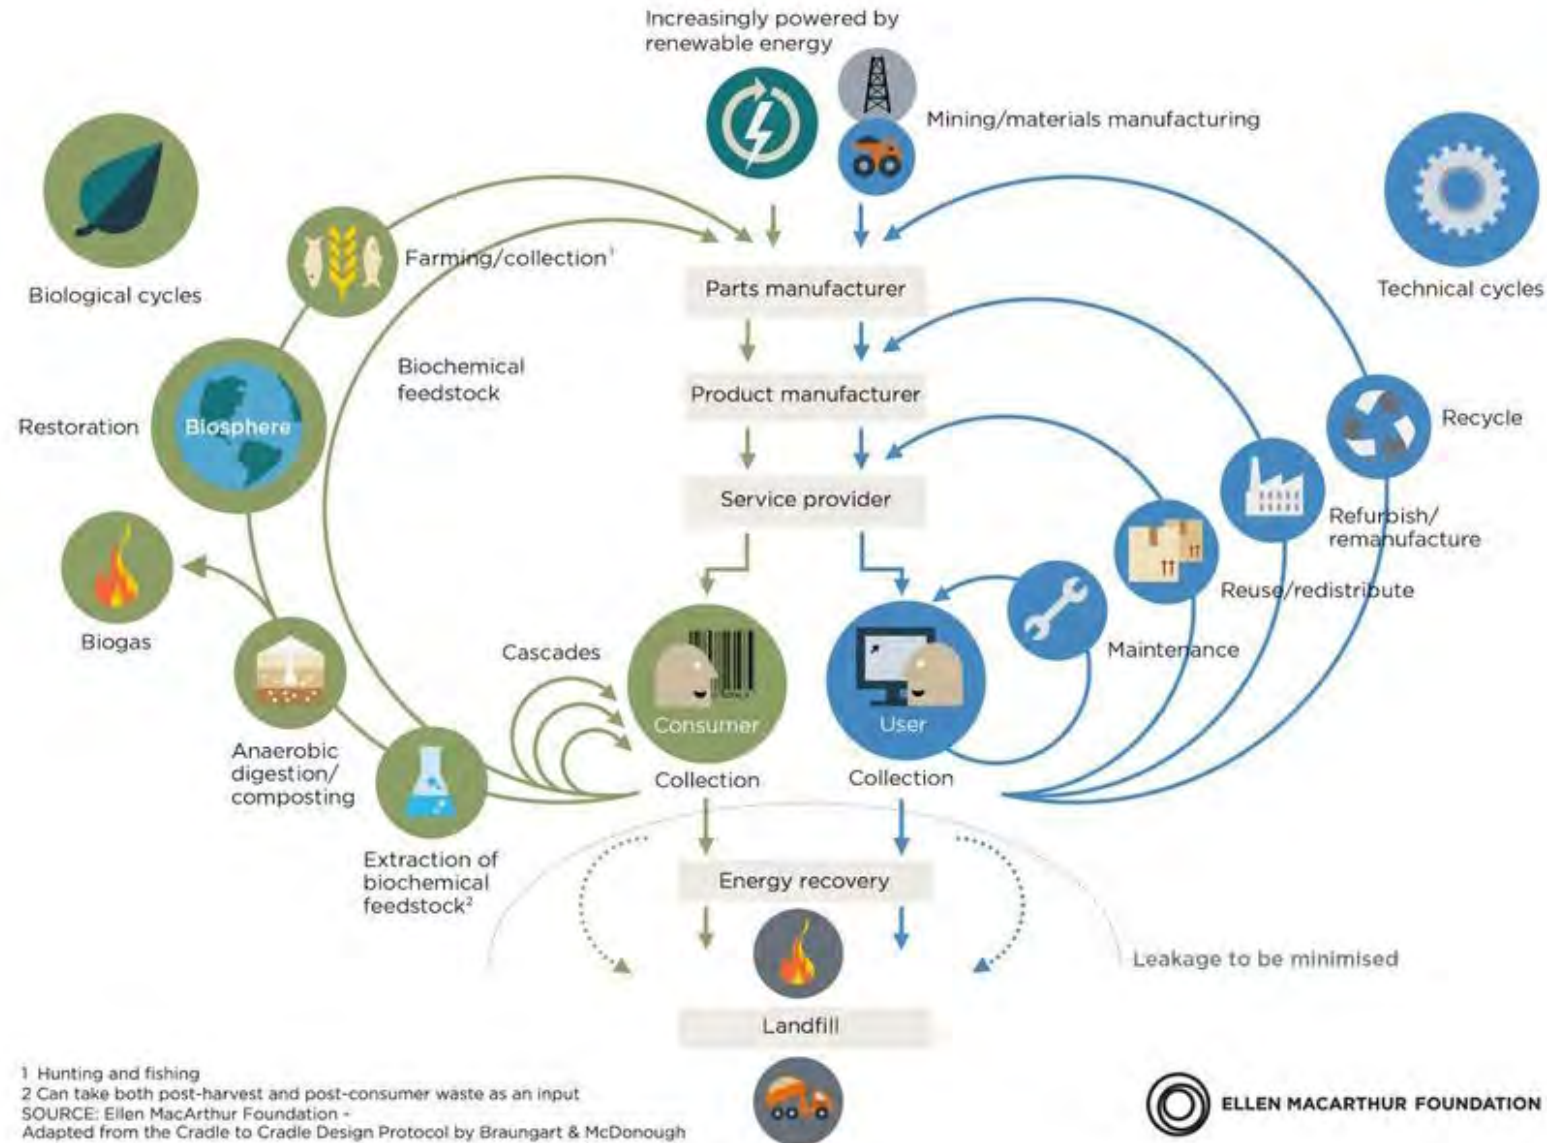 Increasingly powered by
renewable energy
Mining/materials manufacturing
Biological cycles
Farming/collection¹
Parts manufacturer
Technical cycles
Biochemical
feedstock
Product manufacturer
Restoration
Biosphere
Recycle
Service provider
Refurbish/
remanufacture
Biogas
Reuse/redistribute
Cascades
Maintenance
Consumer
User
Anaerobic
digestion/
composting
Collection
Collection
Extraction of
biochemical
feedstock²
Energy recovery
Leakage to be minimised
Landfill
1 Hunting and fishing
2 Can take both post-harvest and post-consumer waste as an input
SOURCE: Ellen MacArthur Foundation -
Adapted from the Cradle to Cradle Design Protocol by Braungart & McDonough
ELLEN MACARTHUR FOUNDATION